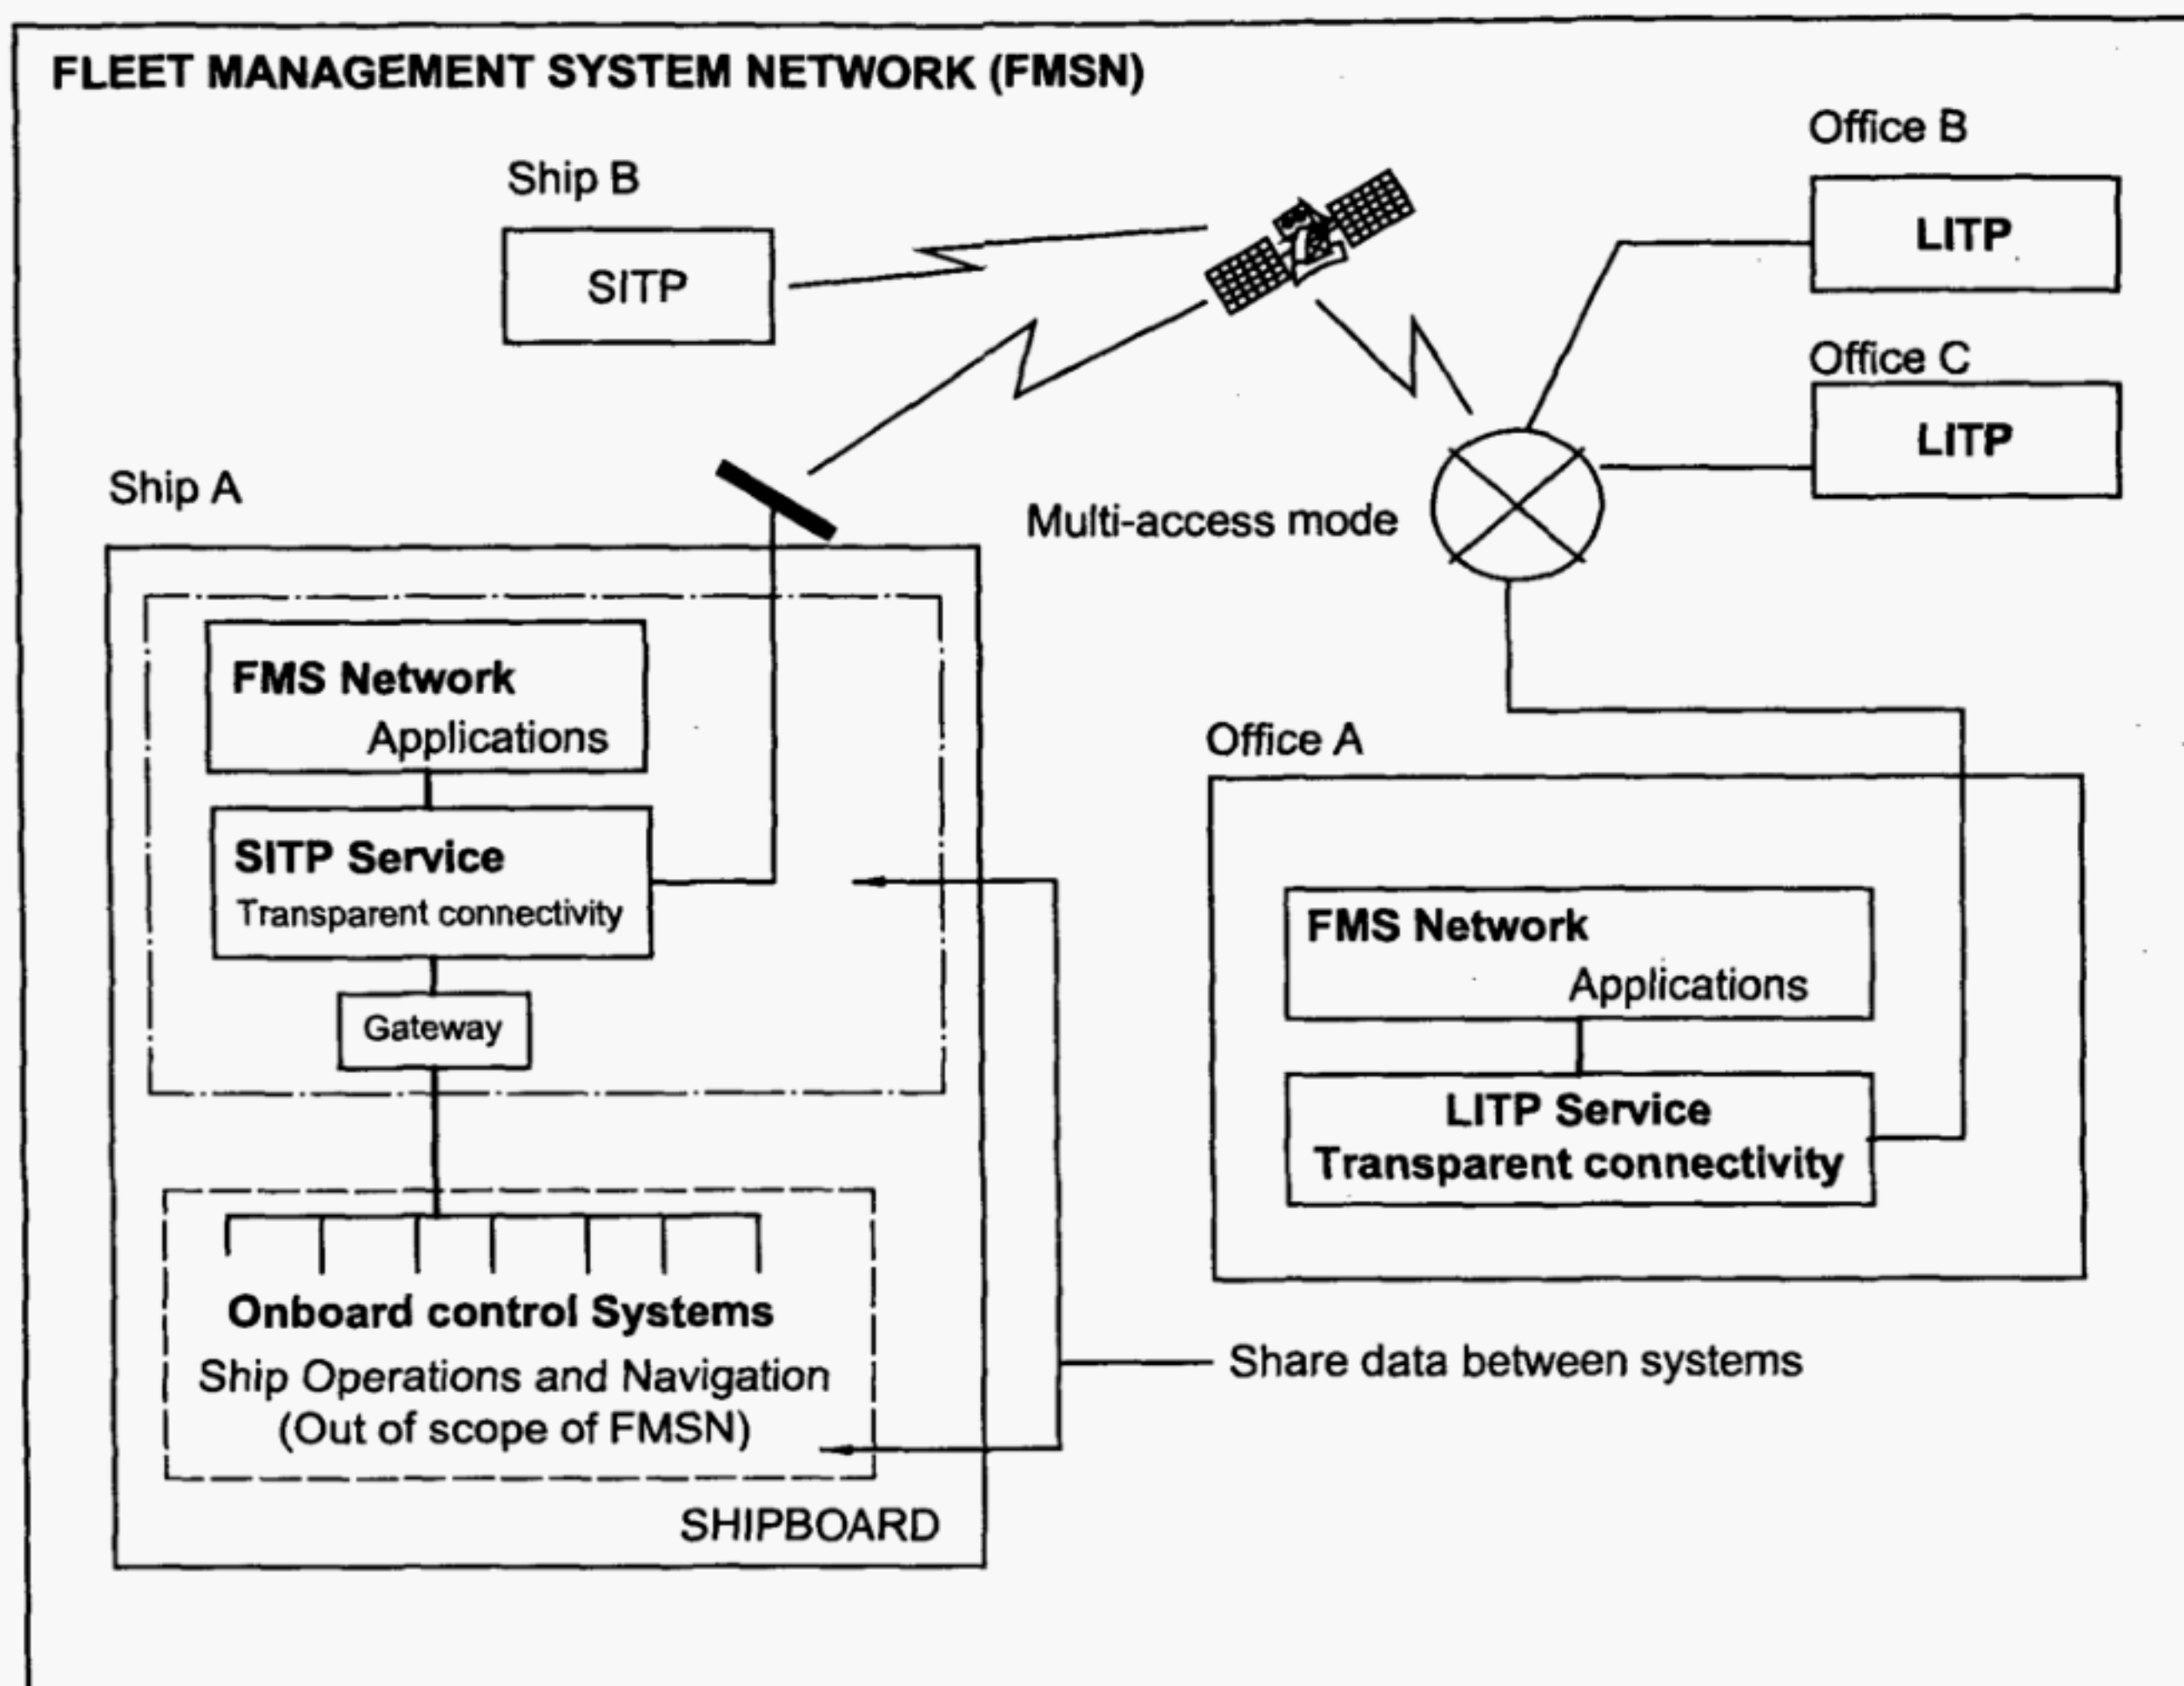 FLEET MANAGEMENT SYSTEM NETWORK (FMSN)
Office B
LITP
Ship B
SITP
Office C
LITP
Ship A
Multi-access mode
FMS Network
Applications
SITP Service
Transparent connectivity
Gateway
Office A
FMS Network
Applications
LITP Service
Transparent connectivity
Onboard control Systems
Ship Operations and Navigation
(Out of scope of FMSN)
Share data between systems
SHIPBOARD